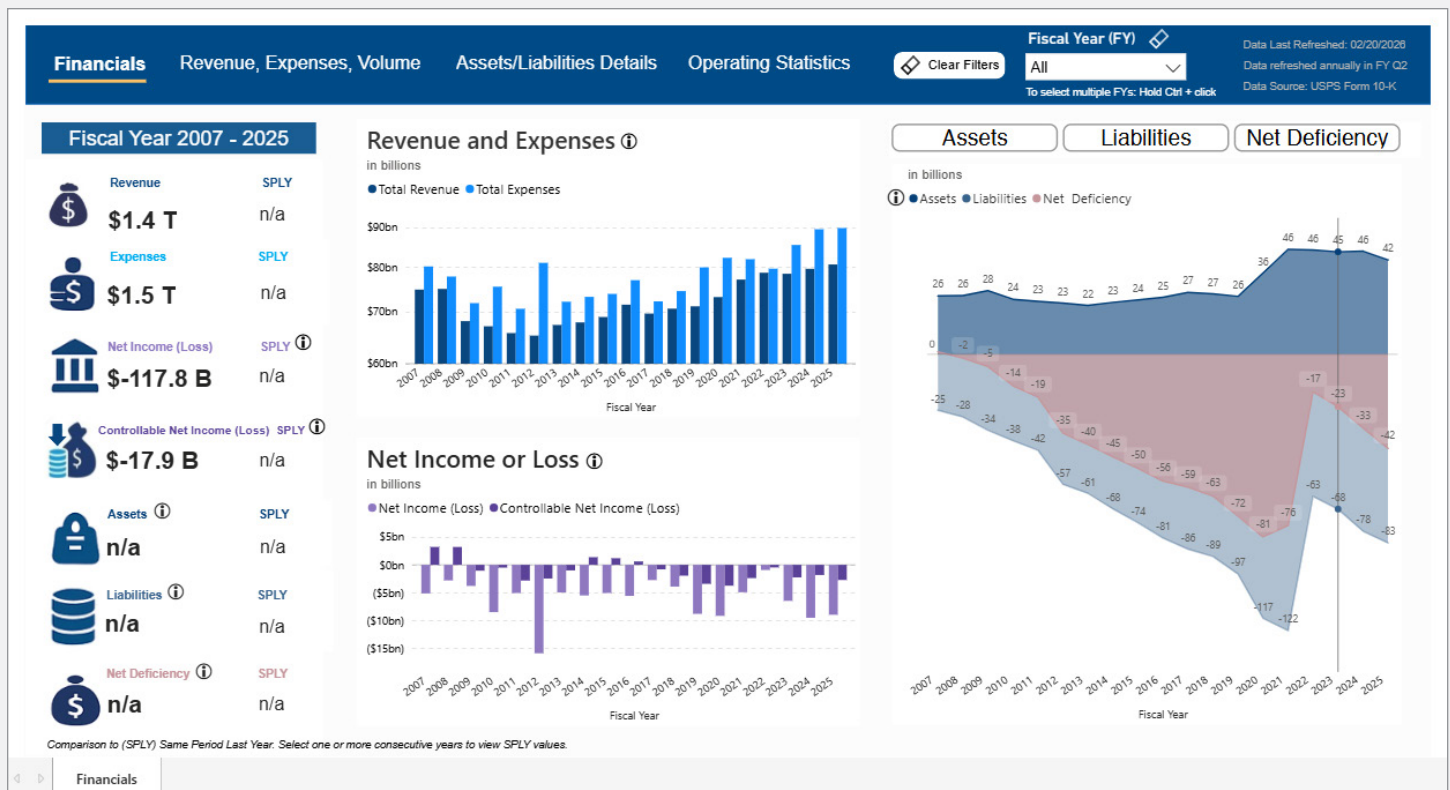 Financials
Revenue, Expenses, Volume
Assets/Liabilities Details
Operating Statistics
Clear Filters
Fiscal Year (FY)
All
To select multiple FYs: Hold Ctrl + click
Data Last Refreshed: 02/20/2026
Data refreshed annually in FY Q2
Data Source: USPS Form 10-K
Fiscal Year 2007 - 2025
Revenue SPLY
$1.4 T n/a
Expenses SPLY
$1.5 T n/a
Net Income (Loss) SPLY
$-117.8 B n/a
Controllable Net Income (Loss) SPLY
$-17.9 B n/a
Assets SPLY
n/a n/a
Liabilities SPLY
n/a n/a
Net Deficiency SPLY
n/a n/a
Comparison to (SPLY) Same Period Last Year. Select one or more consecutive years to view SPLY values.
Revenue and Expenses
in billions
Total Revenue Total Expenses
$90bn
$80bn
$70bn
$60bn
2007 2008 2009 2010 2011 2012 2013 2014 2015 2016 2017 2018 2019 2020 2021 2022 2023 2024 2025
Fiscal Year
Net Income or Loss
in billions
Net Income (Loss) Controllable Net Income (Loss)
$5bn
$0bn
($5bn)
($10bn)
($15bn)
2007 2008 2009 2010 2011 2012 2013 2014 2015 2016 2017 2018 2019 2020 2021 2022 2023 2024 2025
Fiscal Year
Assets Liabilities Net Deficiency
in billions
Assets Liabilities Net Deficiency
26 26 28 24 23 23 22 23 24 25 27 27 26 36 46 46 45 46 42
0 -2 -5 -14 -19 -35 -40 -45 -50 -56 -59 -63 -72 -81 -76 -17 -23 -33 -42
-25 -28 -34 -38 -42 -57 -61 -68 -74 -81 -86 -89 -97 -117 -122 -63 -68 -78 -83
2007 2008 2009 2010 2011 2012 2013 2014 2015 2016 2017 2018 2019 2020 2021 2022 2023 2024 2025
Fiscal Year
Financials